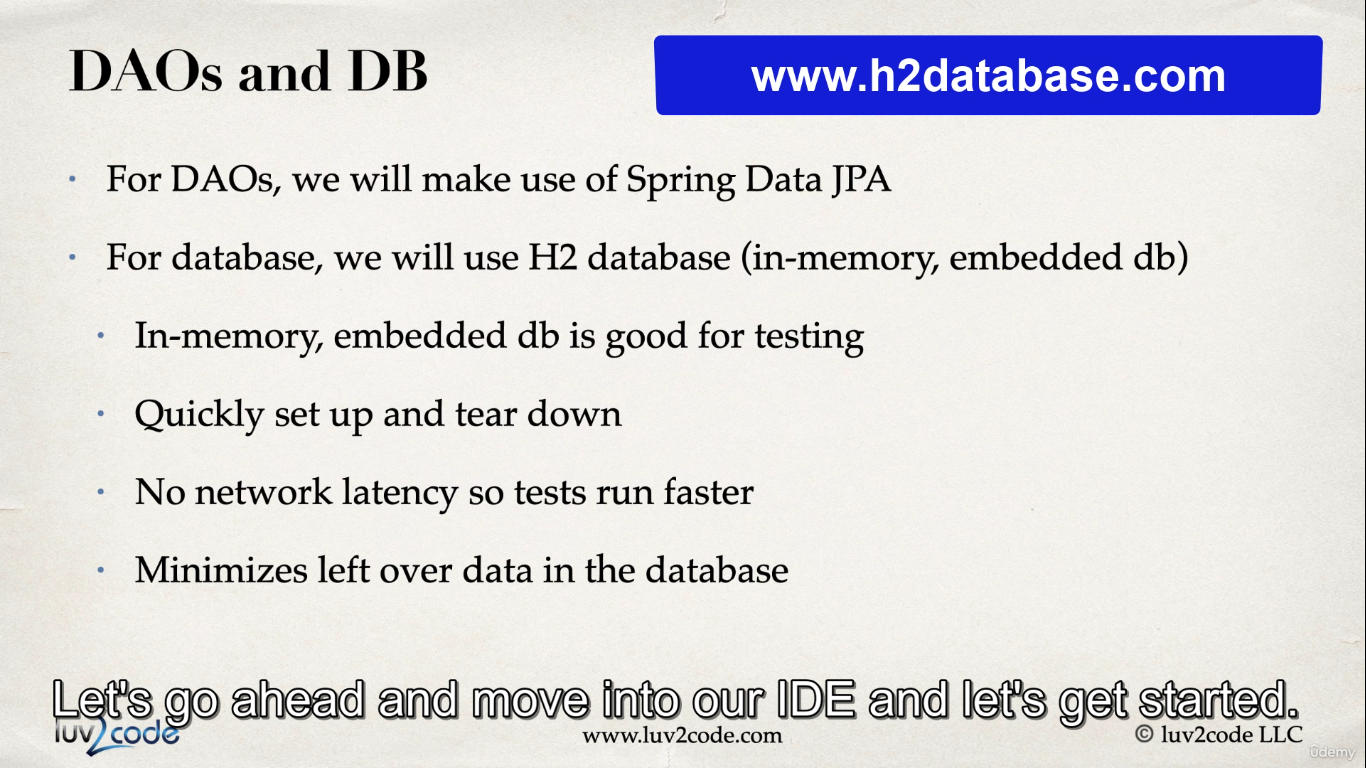 DAOs and DB
www.h2database.com
• For DAOs, we will make use of Spring Data JPA
• For database, we will use H2 database (in-memory, embedded db)
• In-memory, embedded db is good for testing
• Quickly set up and tear down
• No network latency so tests run faster
• Minimizes left over data in the database
Let's go ahead and move into our IDE and let's get started.
luv2code
www.luv2code.com
© luv2code LLC
ûdemy